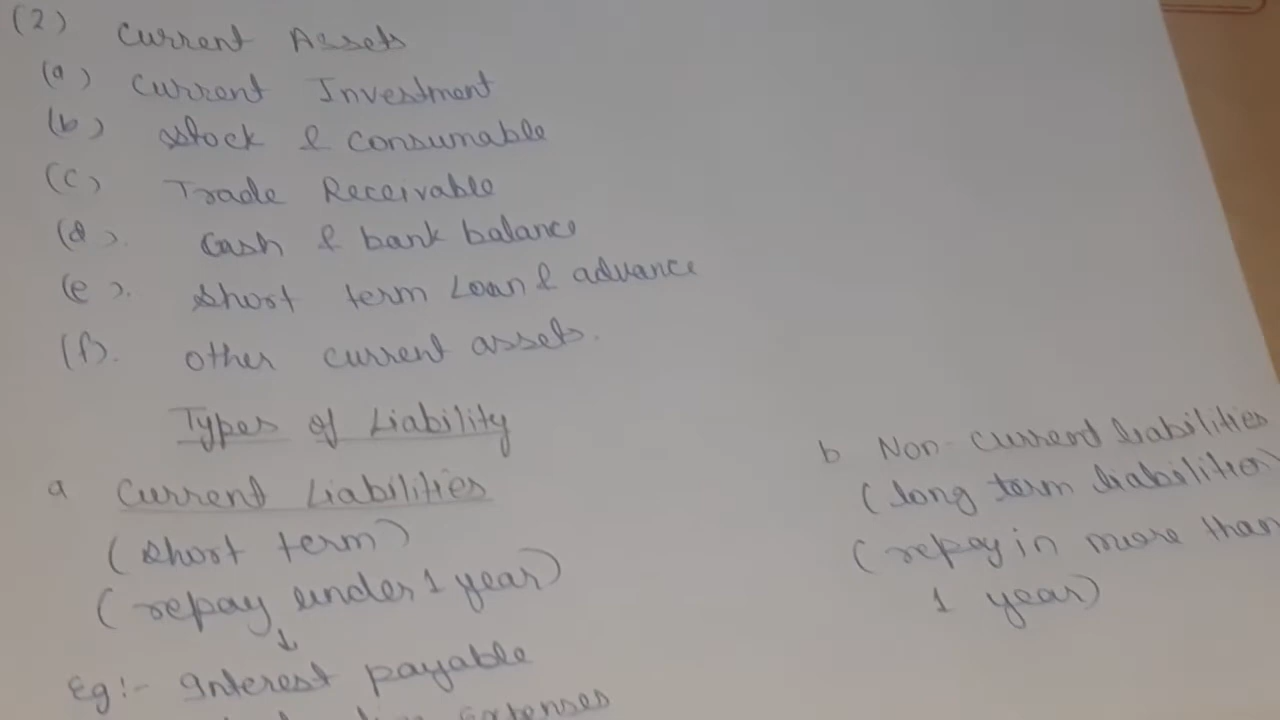 (2) Current Assets
(a) Current Investment
(b) Stock & Consumable
(c) Trade Receivable
(d). Cash & bank balance
(e). Short term Loan & advance
(f). other current assets.
Types of Liability
a Current Liabilities
(short term)
(repay under 1 year)
↓
Eg:- Interest payable
Expenses
b Non-current liabilities
(long term liabilities)
(repay in more than
1 year)